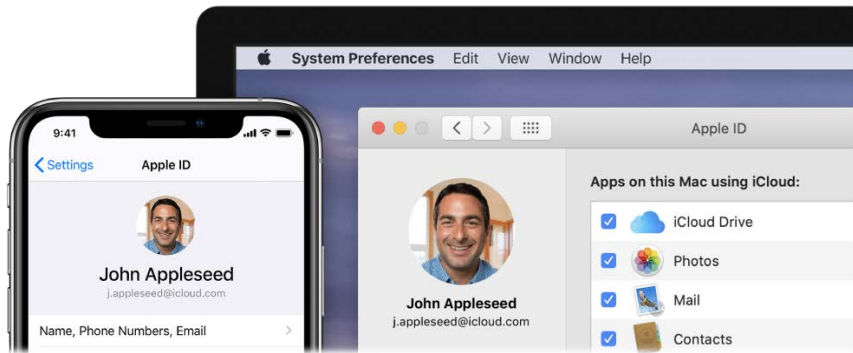 System Preferences Edit View Window Help
9:41
Settings Apple ID
John Appleseed
j.appleseed@icloud.com
Name, Phone Numbers, Email
Apple ID
John Appleseed
j.appleseed@icloud.com
Apps on this Mac using iCloud:
iCloud Drive
Photos
Mail
Contacts